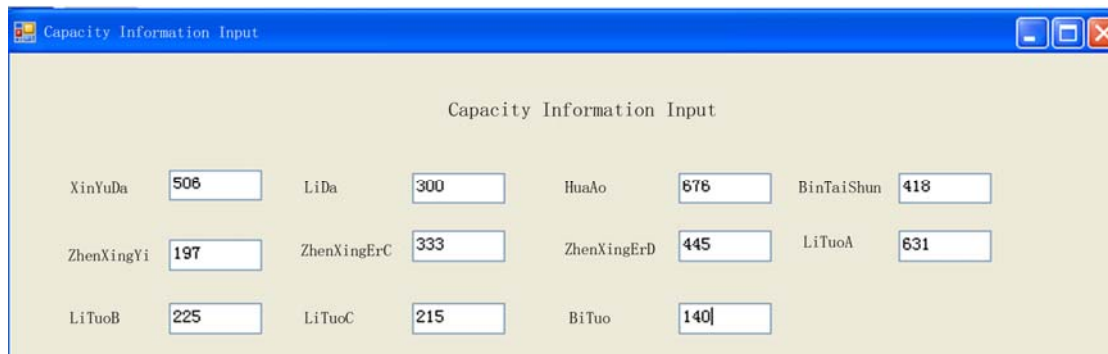 Capacity Information Input
Capacity Information Input
XinYuDa 506 LiDa 300 HuaAo 676 BinTaiShun 418
ZhenXingYi 197 ZhenXingErC 333 ZhenXingErD 445 LiTuoA 631
LiTuoB 225 LiTuoC 215 BiTuo 140